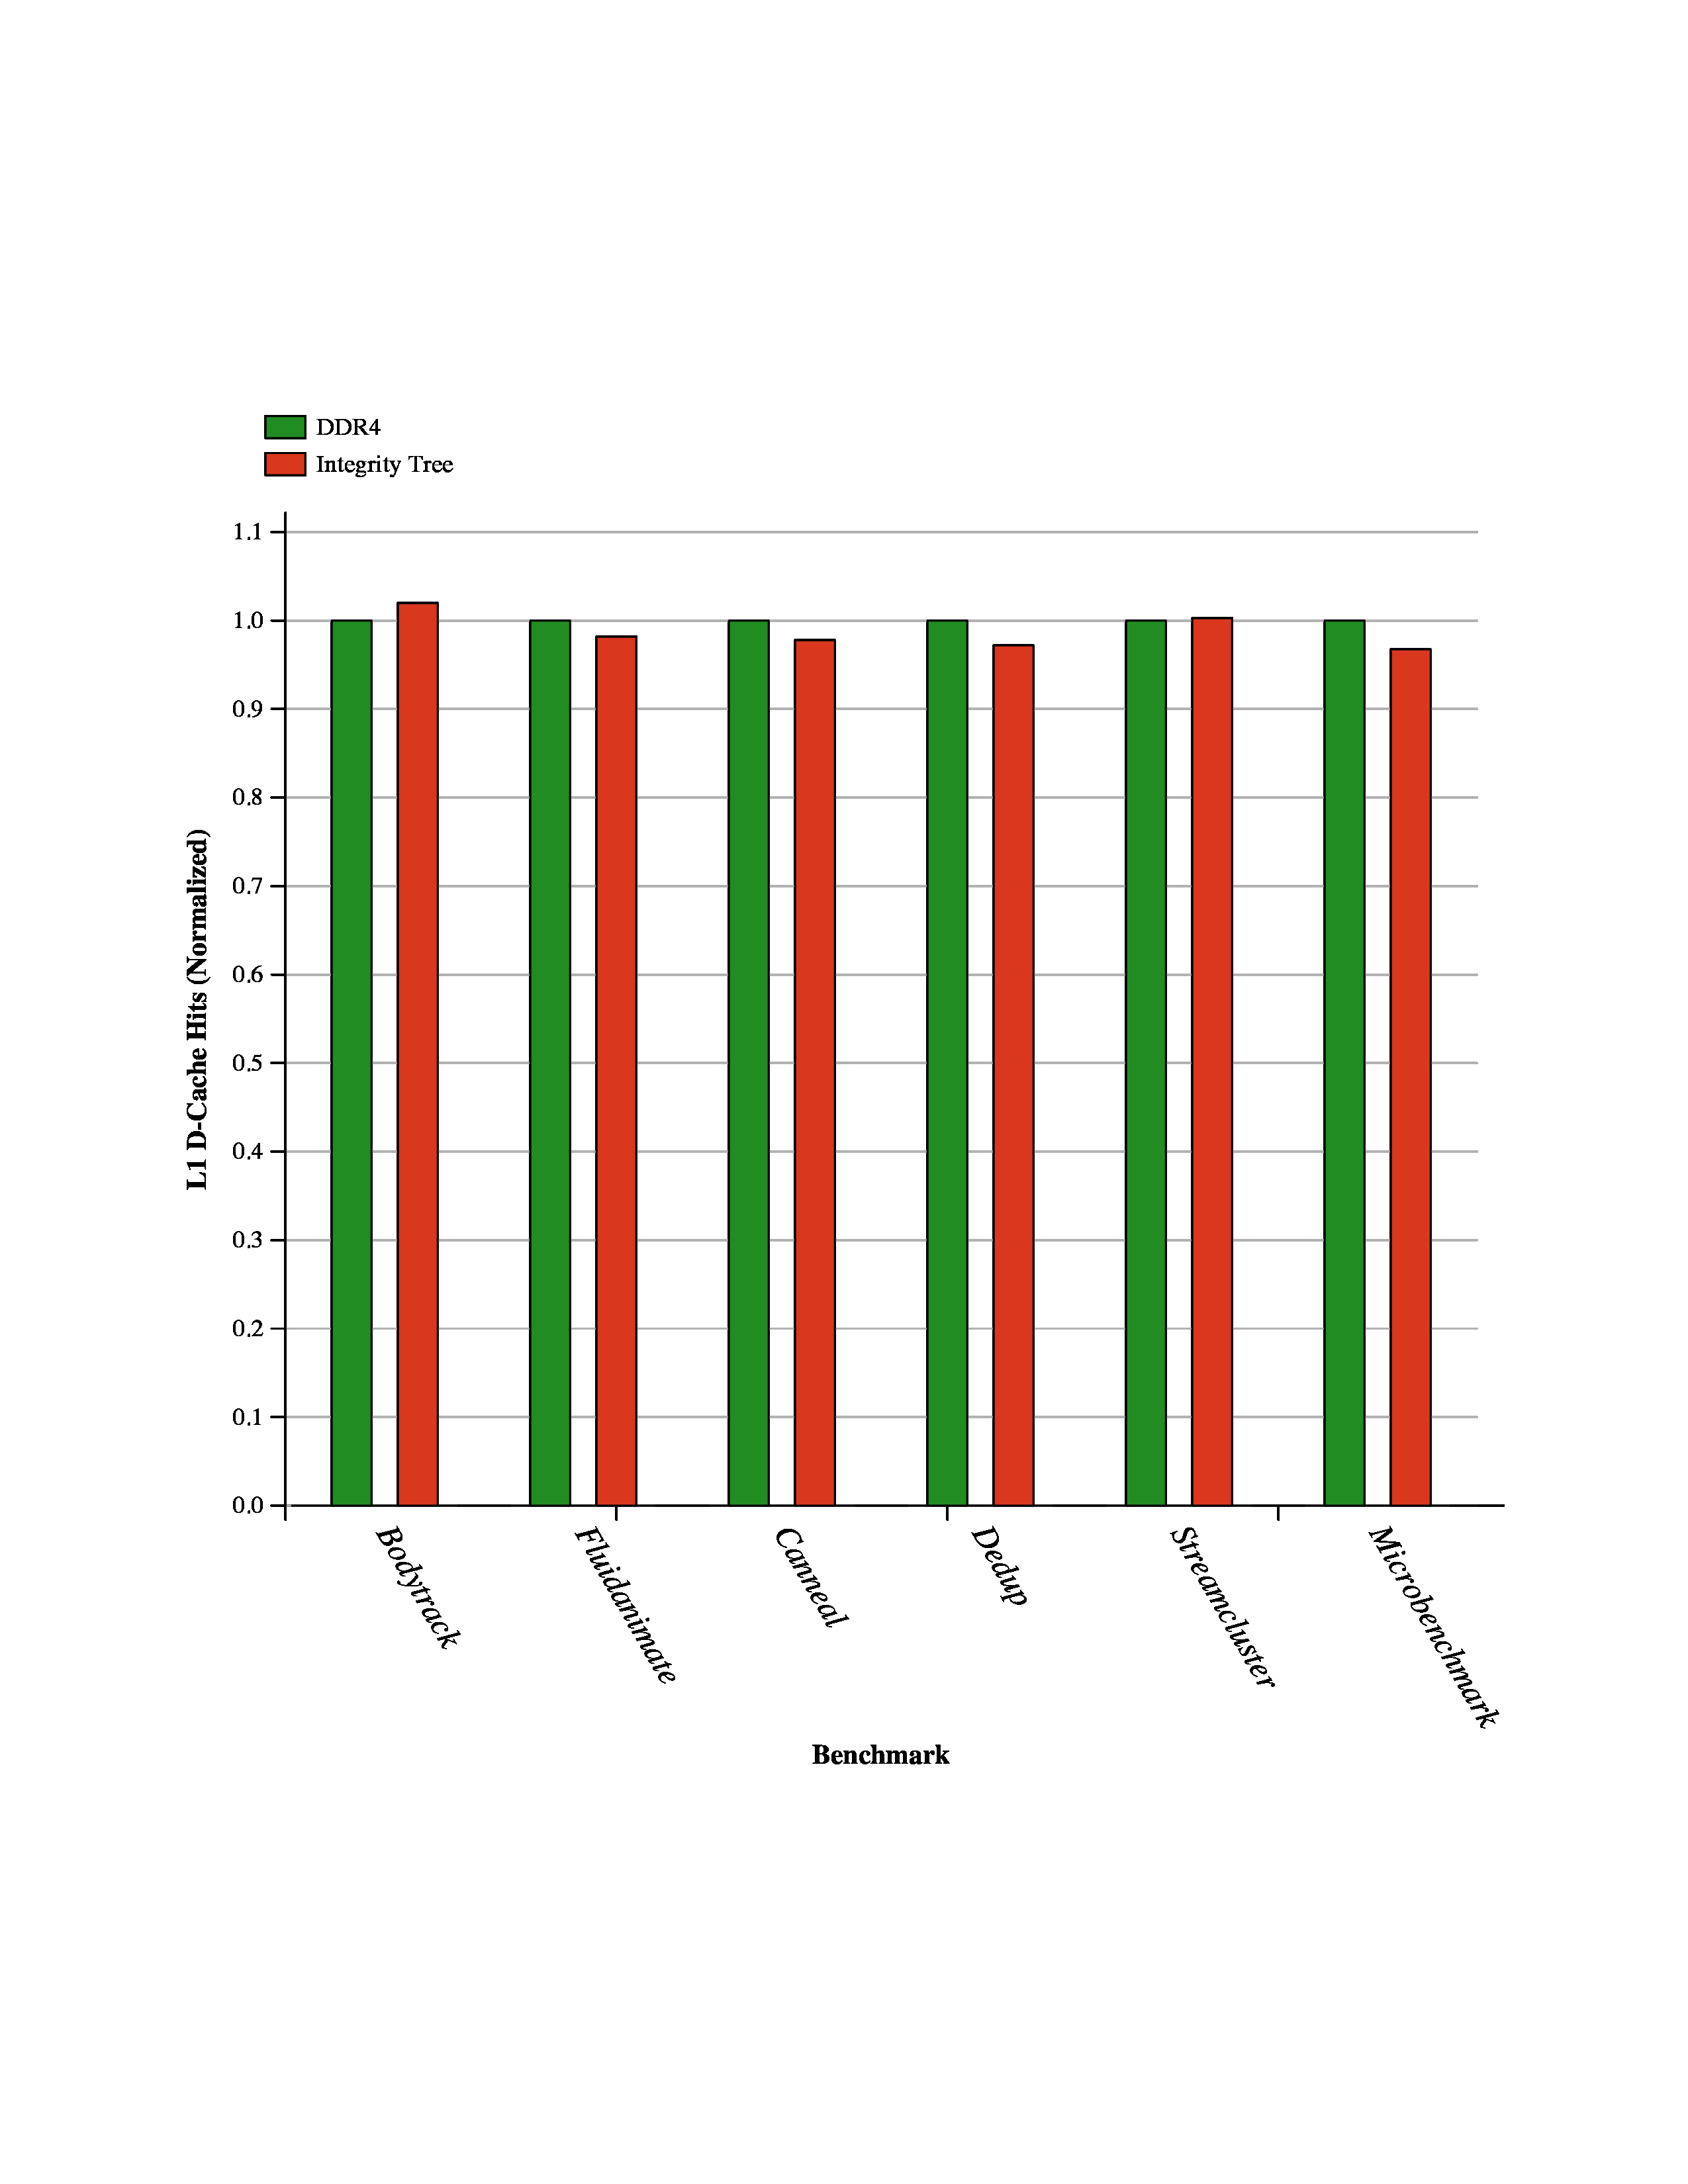 DDR4
Integrity Tree
1.1
1.0
0.9
0.8
0.7
0.6
0.5
0.4
0.3
0.2
0.1
0.0
L1 D-Cache Hits (Normalized)
Bodytrack
Fluidanimate
Canneal
Dedup
Streamcluster
Microbenchmark
Benchmark